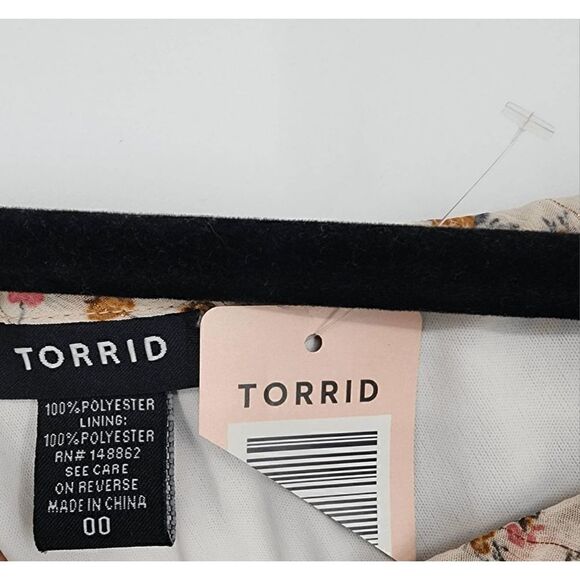 TORRID
100%POLYESTER
LINING:
100%POLYESTER
RN# 148862
SEE CARE
ON REVERSE
MADE IN CHINA
00
TORRID